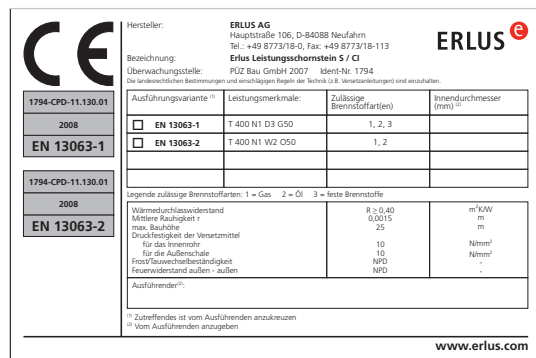 CE
Hersteller: ERLUS AG
Hauptstraße 106, D-84088 Neufahrn
Tel.: +49 8773/18-0, Fax: +49 8773/18-113
ERLUS e
Bezeichnung: Erlus Leistungsschornstein S / CI
Überwachungsstelle: PÜZ Bau GmbH 2007 Ident-Nr. 1794
Die landesrechtlichen Bestimmungen und einschlägigen Regeln der Technik (z.B. Versetzanleitungen) sind einzuhalten.
1794-CPD-11.130.01
2008
EN 13063-1
1794-CPD-11.130.01
2008
EN 13063-2
Ausführungsvariante (1) Leistungsmerkmale: Zulässige Brennstoffart(en) Innendurchmesser (mm) (2)
EN 13063-1 T 400 N1 D3 G50 1, 2, 3
EN 13063-2 T 400 N1 W2 O50 1, 2
Legende zulässige Brennstoffarten: 1 = Gas 2 = Öl 3 = feste Brennstoffe
Wärmedurchlasswiderstand R ≥ 0,40 m²K/W
Mittlere Rauhigkeit r 0,0015 m
max. Bauhöhe 25 m
Druckfestigkeit der Versetzmittel
für das Innenrohr 10 N/mm²
für die Außenschale 10 N/mm²
Frost/Tauwechselbeständigkeit NPD -
Feuerwiderstand außen - außen NPD -
Ausführender(2):
(1) Zutreffendes ist vom Ausführenden anzukreuzen
(2) Vom Ausführenden anzugeben
www.erlus.com